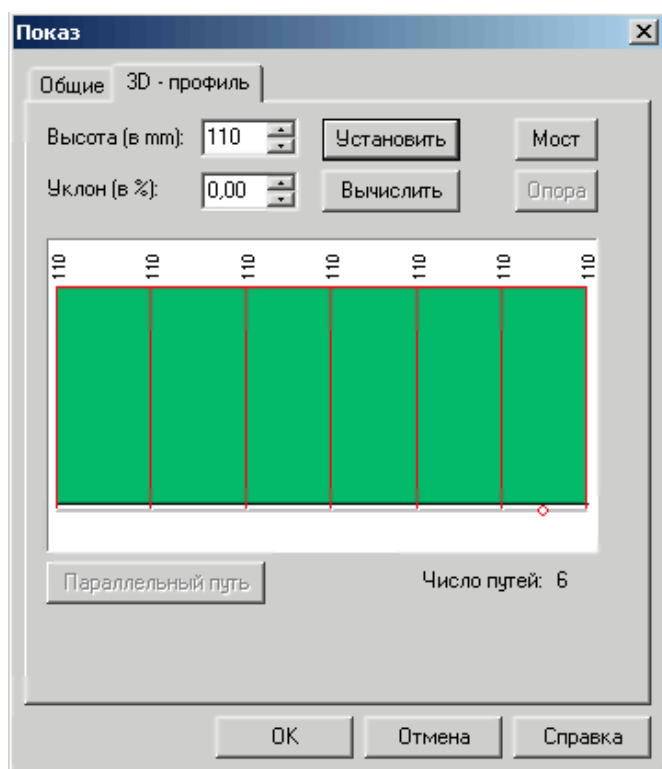 Показ
Общие 3D - профиль
Высота (в mm): 110 Установить Мост
Уклон (в %): 0,00 Вычислить Опора
110 110 110 110 110 110 110
Параллельный путь Число путей: 6
OK Отмена Справка